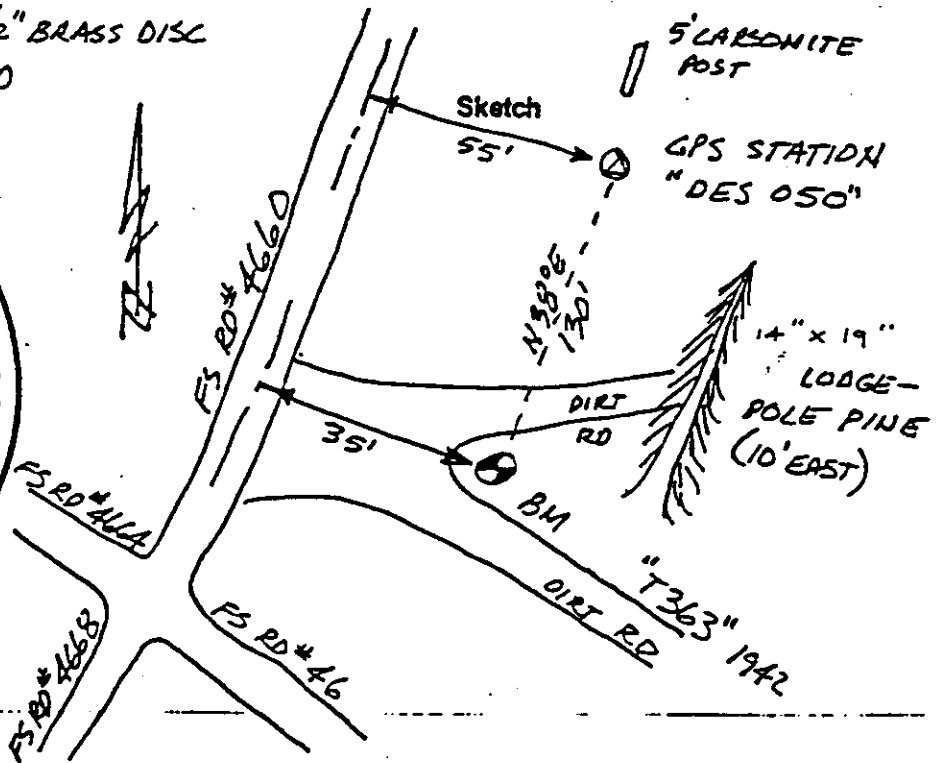 2" BRASS DISC
5' CARSONITE
POST
Sketch
55'
GPS STATION
"DES 050"
N
FS RD# 4660
N 38° E
130'
14" x 19"
LODGE-
POLE PINE
(10' EAST)
DIRT
RD
35'
BM
"T363" 1942
DIRT RD
FS RD# 4664
FS RD# 46
FS RD# 4668